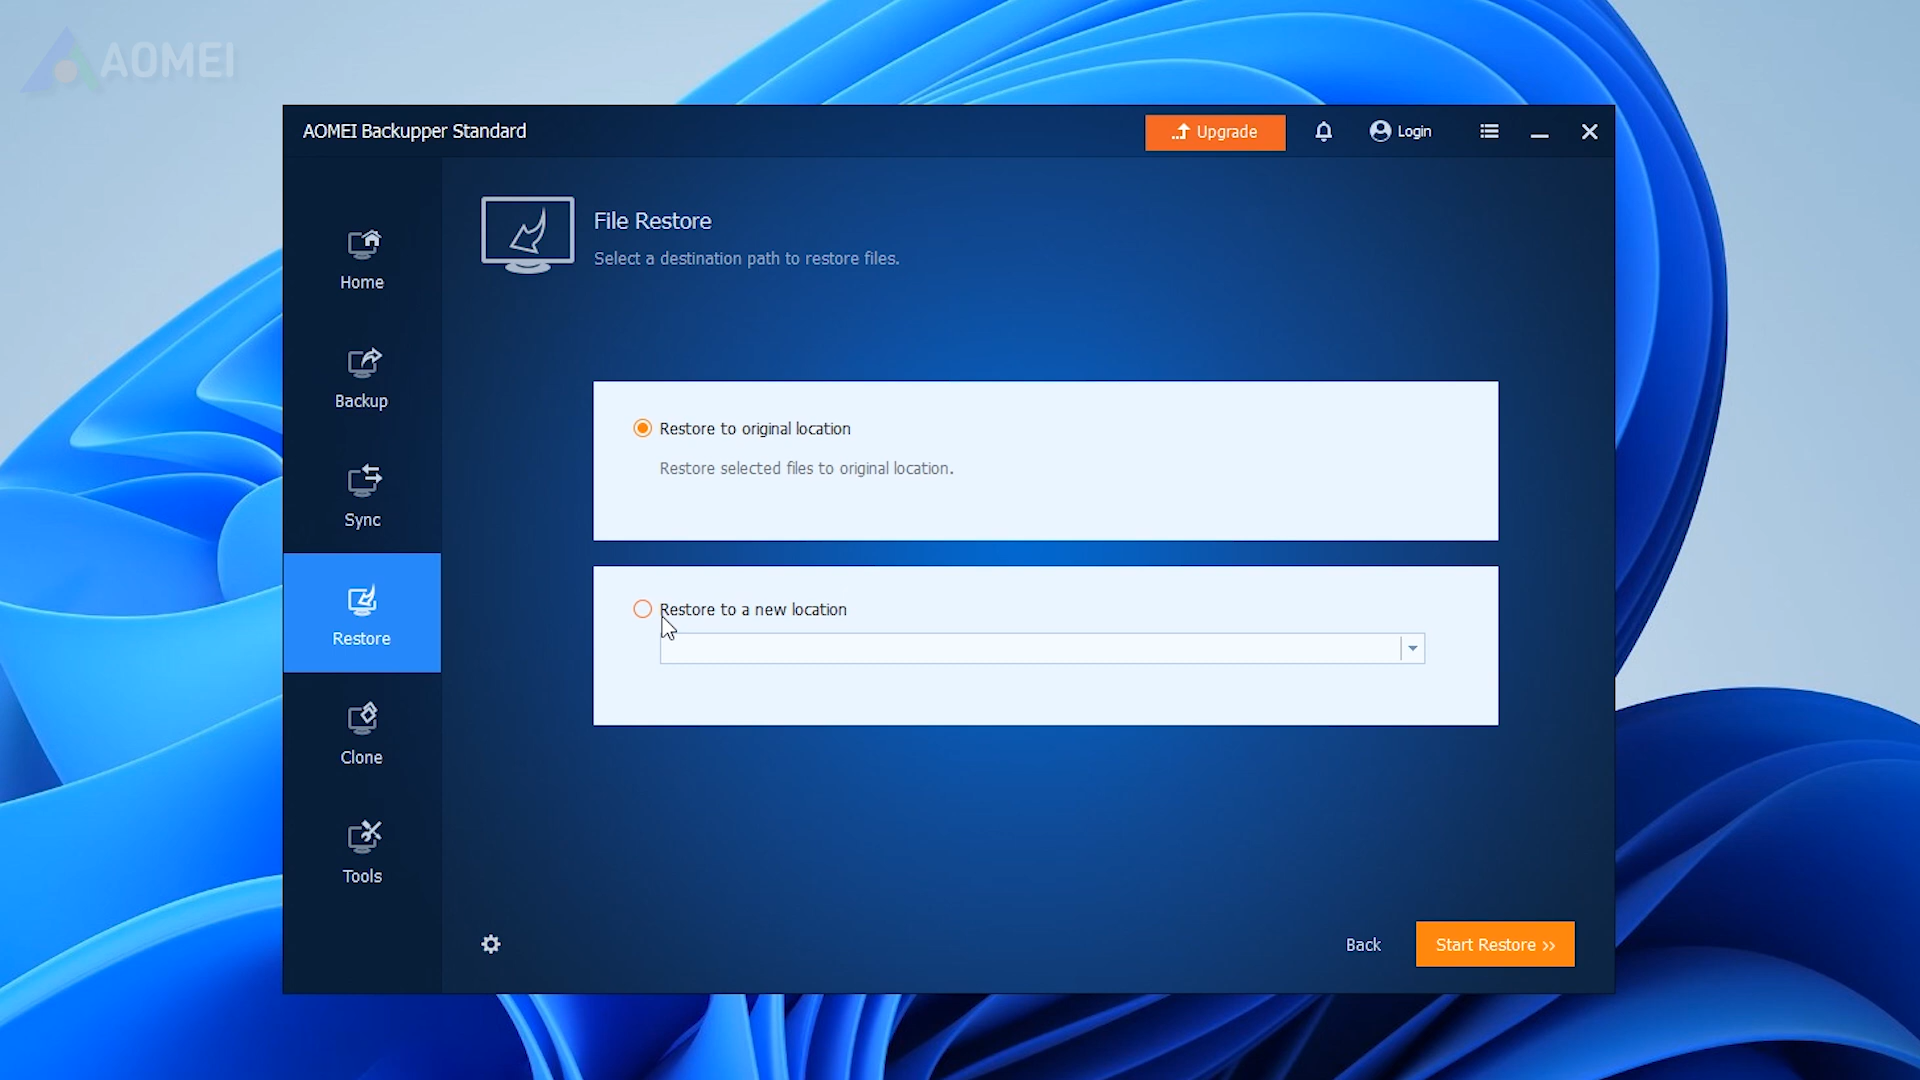 AOMEI
AOMEI Backupper Standard
Upgrade
Login
Home
Backup
Sync
Restore
Clone
Tools
File Restore
Select a destination path to restore files.
Restore to original location
Restore selected files to original location.
Restore to a new location
Back
Start Restore >>